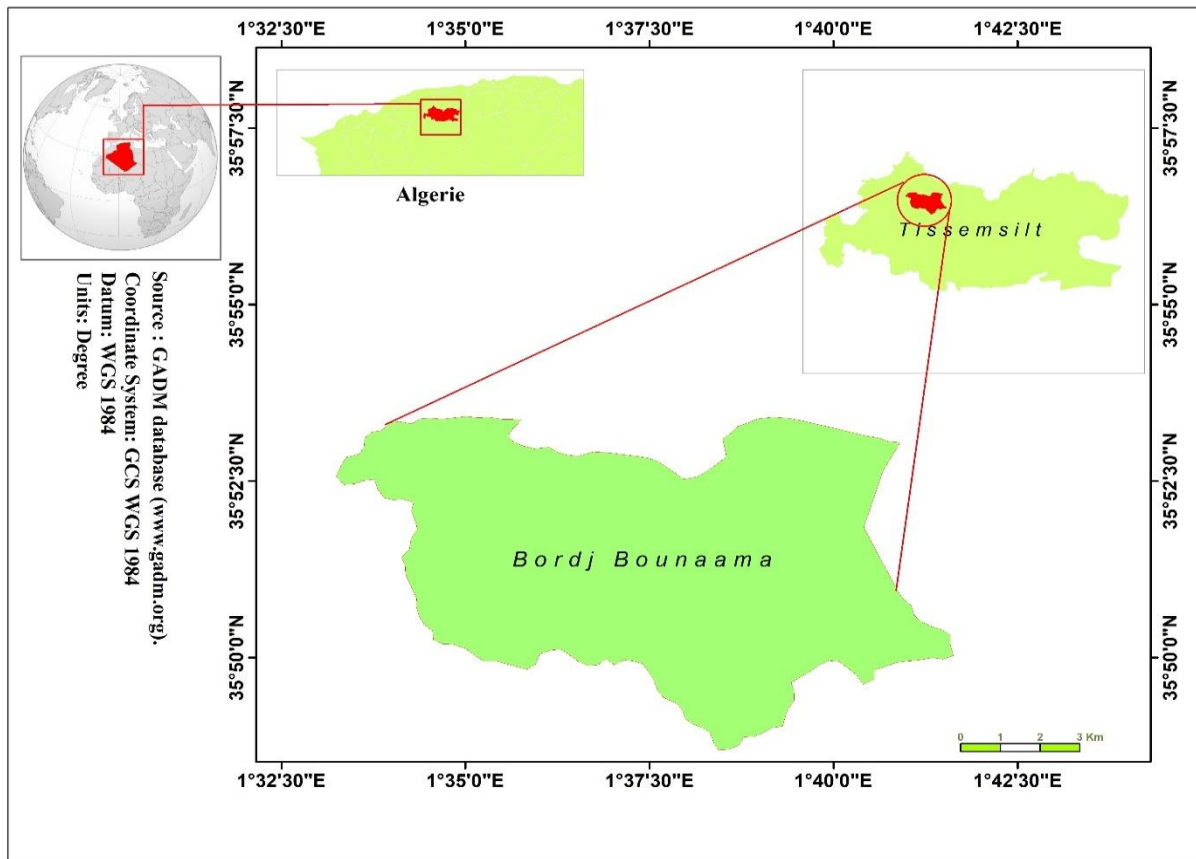 1°32'30"E 1°35'0"E 1°37'30"E 1°40'0"E 1°42'30"E
35°57'30"N
35°57'30"N
Algerie
Tissemsilt
35°55'0"N
35°55'0"N
Source : GADM database (www.gadm.org).
Coordinate System: GCS WGS 1984
Datum: WGS 1984
Units: Degree
35°52'30"N
35°52'30"N
Bordj Bounaama
35°50'0"N
35°50'0"N
0 1 2 3 Km
1°32'30"E 1°35'0"E 1°37'30"E 1°40'0"E 1°42'30"E